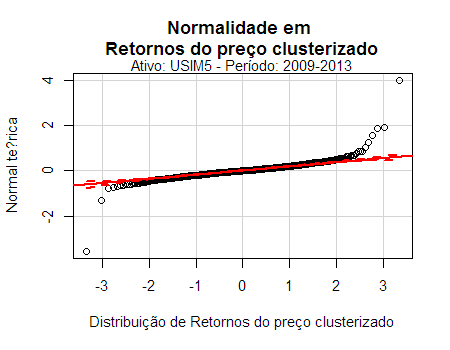 Normalidade em
Retornos do preço clusterizado
Ativo: USIM5 - Período: 2009-2013
4
2
0
-2
Normal te?rica
-3
-2
-1
0
1
2
3
Distribuição de Retornos do preço clusterizado